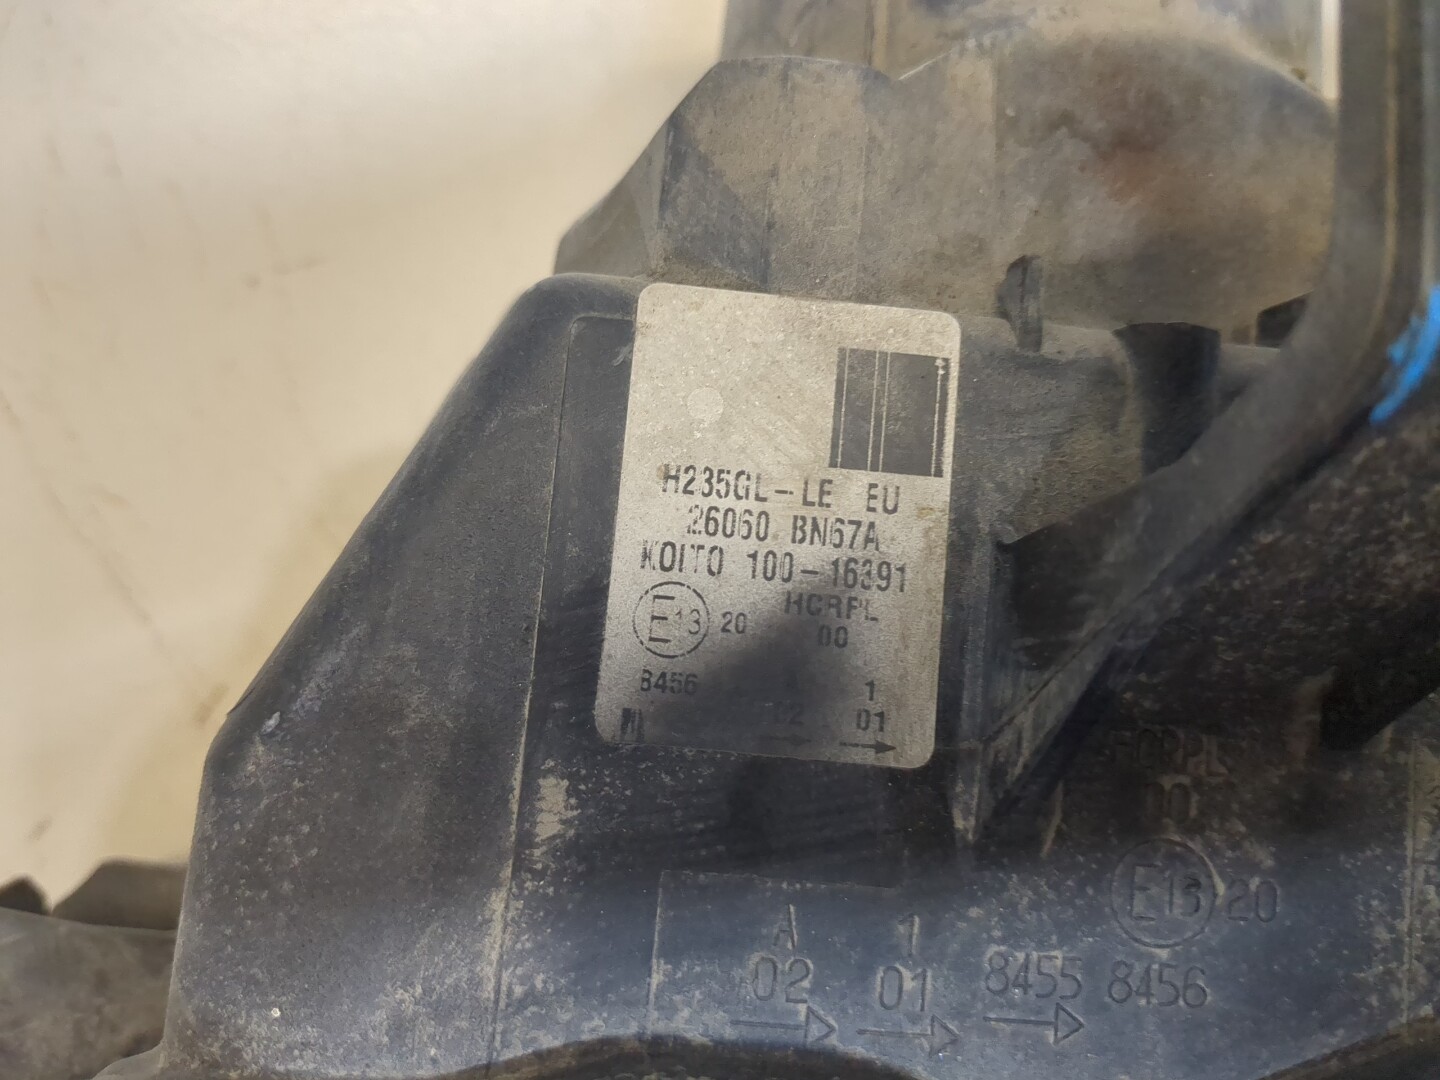 H235GL-LE EU
26060 BN67A
KOITO 100-16391
HCRPL
E13 20 00
8456 1
02 01
HCRPL
00
E13 20
A 1
02 01 8455 8456